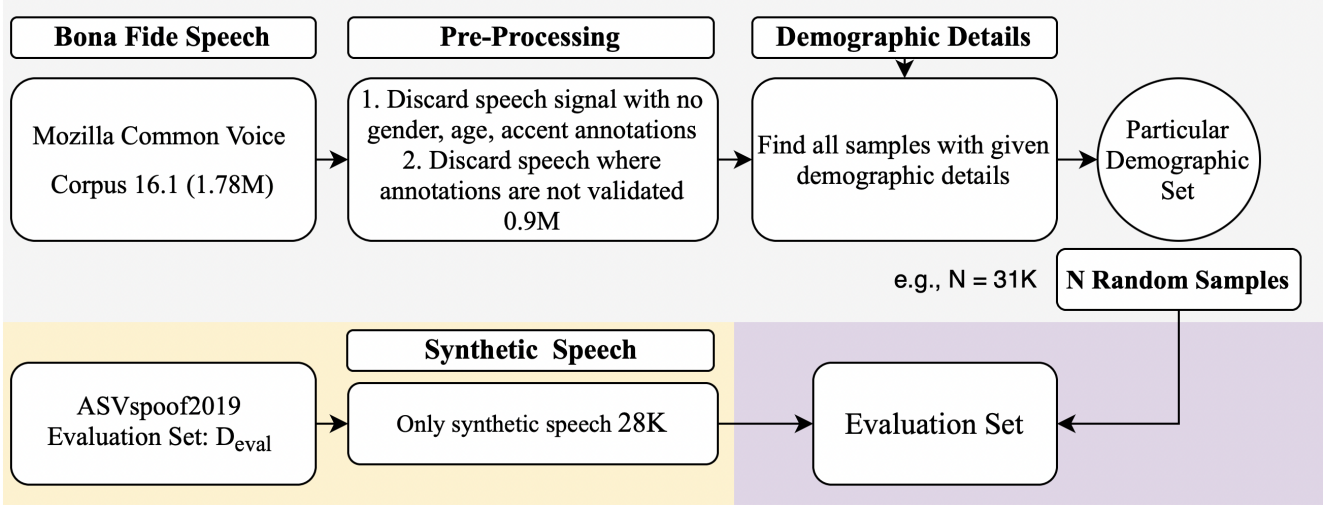 Bona Fide Speech
Mozilla Common Voice
Corpus 16.1 (1.78M)
Pre-Processing
1. Discard speech signal with no
gender, age, accent annotations
2. Discard speech where
annotations are not validated
0.9M
Demographic Details
Find all samples with given
demographic details
Particular
Demographic
Set
e.g., N = 31K
N Random Samples
ASVspoof2019
Evaluation Set: Deval
Synthetic Speech
Only synthetic speech 28K
Evaluation Set